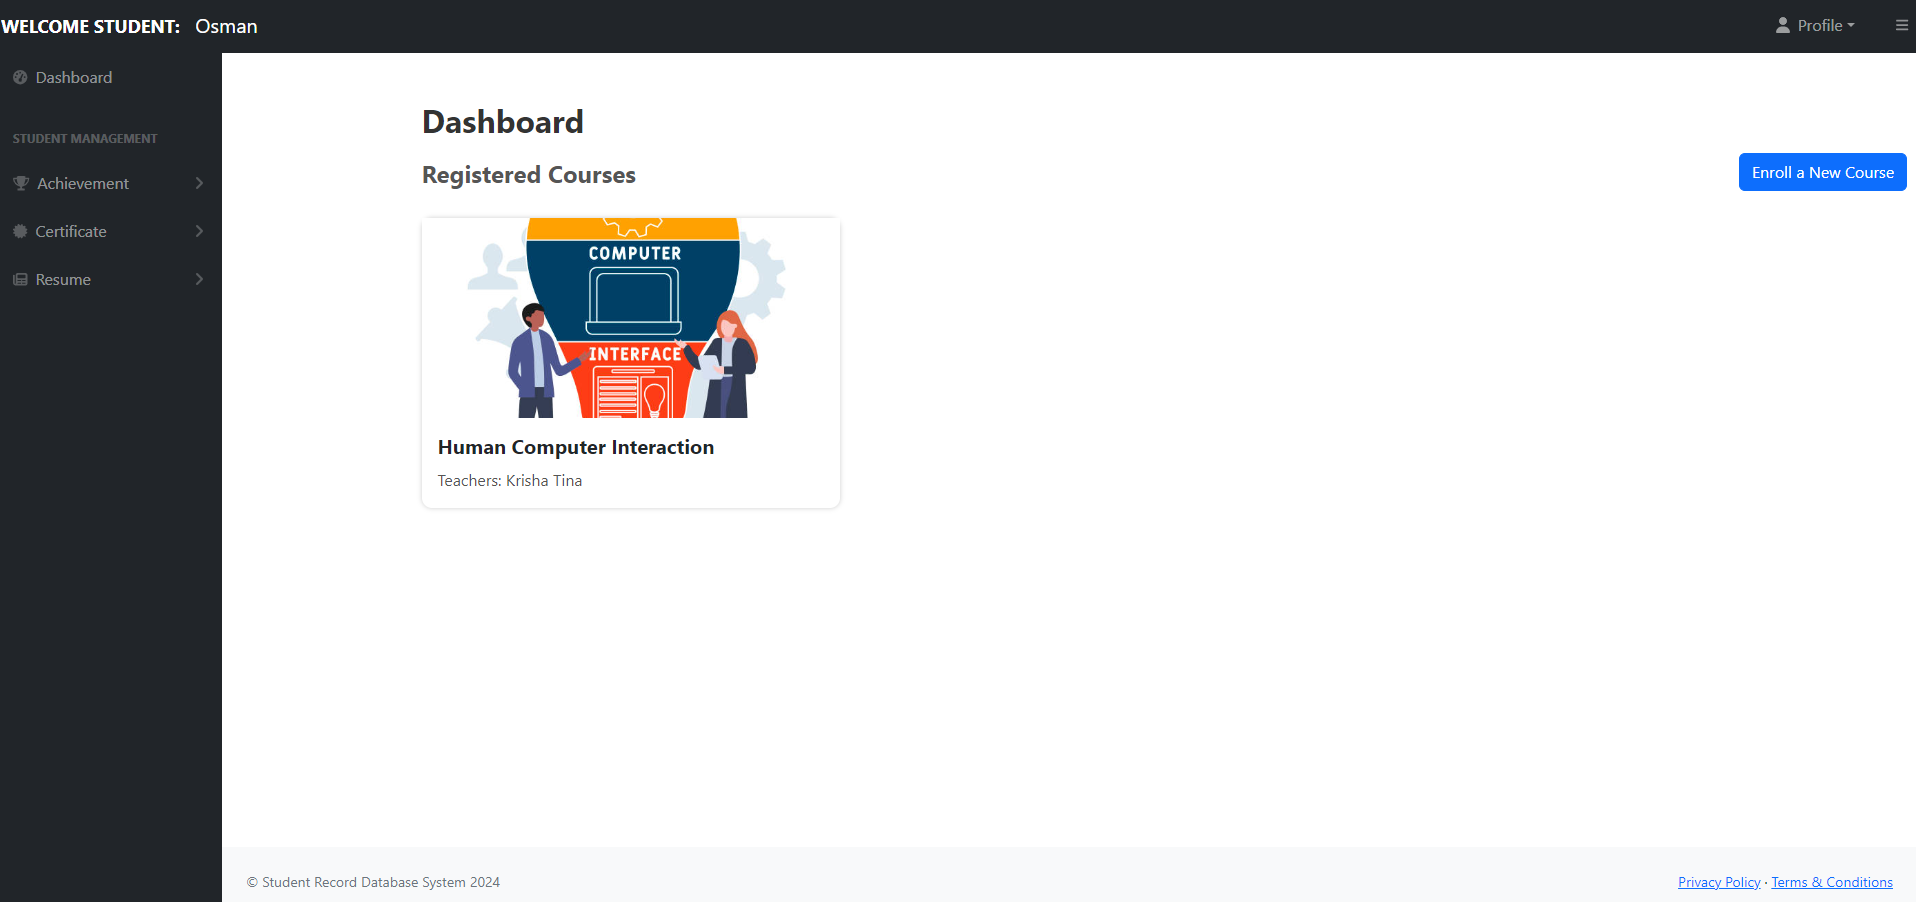 WELCOME STUDENT: Osman
Profile
Dashboard
STUDENT MANAGEMENT
Achievement
Certificate
Resume
Dashboard
Registered Courses
Enroll a New Course
COMPUTER
INTERFACE
Human Computer Interaction
Teachers: Krisha Tina
© Student Record Database System 2024
Privacy Policy · Terms & Conditions